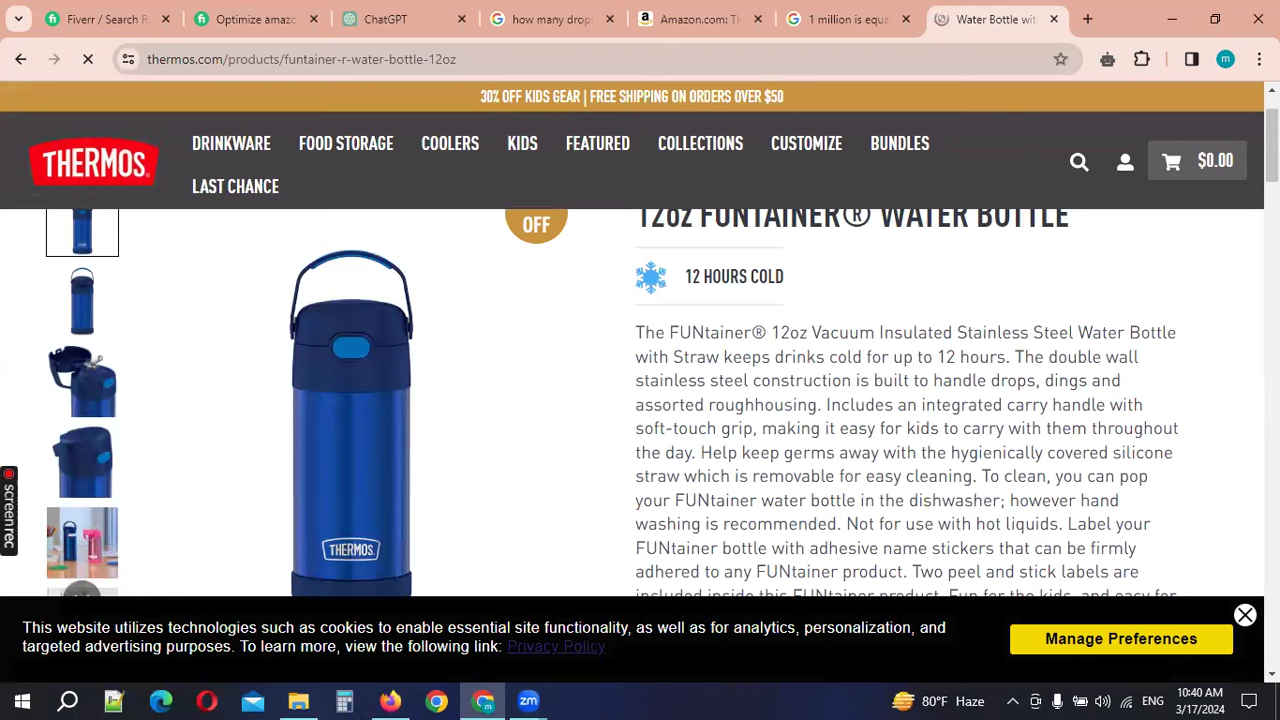 Fiverr / Search R
Optimize amazo
ChatGPT
how many drop
Amazon.com: Th
1 million is equa
Water Bottle wit
thermos.com/products/funtainer-r-water-bottle-12oz
m
30% OFF KIDS GEAR | FREE SHIPPING ON ORDERS OVER $50
THERMOS
DRINKWARE FOOD STORAGE COOLERS KIDS FEATURED COLLECTIONS CUSTOMIZE BUNDLES
LAST CHANCE
$0.00
OFF
12oz FUNTAINER® WATER BOTTLE
12 HOURS COLD
The FUNtainer® 12oz Vacuum Insulated Stainless Steel Water Bottle
with Straw keeps drinks cold for up to 12 hours. The double wall
stainless steel construction is built to handle drops, dings and
assorted roughhousing. Includes an integrated carry handle with
soft-touch grip, making it easy for kids to carry with them throughout
the day. Help keep germs away with the hygienically covered silicone
straw which is removable for easy cleaning. To clean, you can pop
your FUNtainer water bottle in the dishwasher; however hand
washing is recommended. Not for use with hot liquids. Label your
FUNtainer bottle with adhesive name stickers that can be firmly
adhered to any FUNtainer product. Two peel and stick labels are
included inside this FUNtainer product. Fun for the kids, and easy for
THERMOS
screen rec
This website utilizes technologies such as cookies to enable essential site functionality, as well as for analytics, personalization, and
targeted advertising purposes. To learn more, view the following link: Privacy Policy
Manage Preferences
zm
80°F Haze
ENG
10:40 AM
3/17/2024